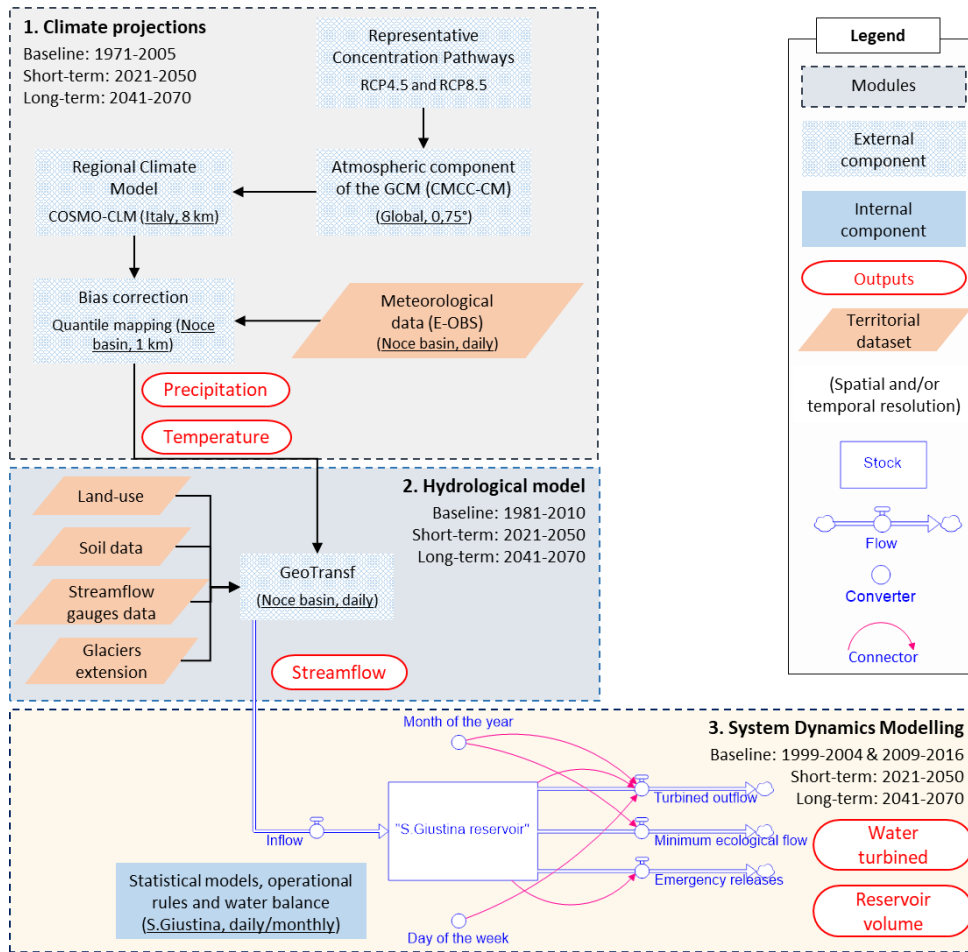 1. Climate projections
Baseline: 1971-2005
Short-term: 2021-2050
Long-term: 2041-2070
Representative
Concentration Pathways
RCP4.5 and RCP8.5
Regional Climate
Model
COSMO-CLM (Italy, 8 km)
Atmospheric component
of the GCM (CMCC-CM)
(Global, 0,75°)
Bias correction
Quantile mapping (Noce
basin, 1 km)
Meteorological
data (E-OBS)
(Noce basin, daily)
Precipitation
Temperature
2. Hydrological model
Baseline: 1981-2010
Short-term: 2021-2050
Long-term: 2041-2070
Land-use
Soil data
Streamflow
gauges data
Glaciers
extension
GeoTransf
(Noce basin, daily)
Streamflow
3. System Dynamics Modelling
Baseline: 1999-2004 & 2009-2016
Short-term: 2021-2050
Long-term: 2041-2070
Month of the year
Inflow
"S.Giustina reservoir"
Turbined outflow
Minimum ecological flow
Emergency releases
Day of the week
Statistical models, operational
rules and water balance
(S.Giustina, daily/monthly)
Water
turbined
Reservoir
volume
Legend
Modules
External
component
Internal
component
Outputs
Territorial
dataset
(Spatial and/or
temporal resolution)
Stock
Flow
Converter
Connector